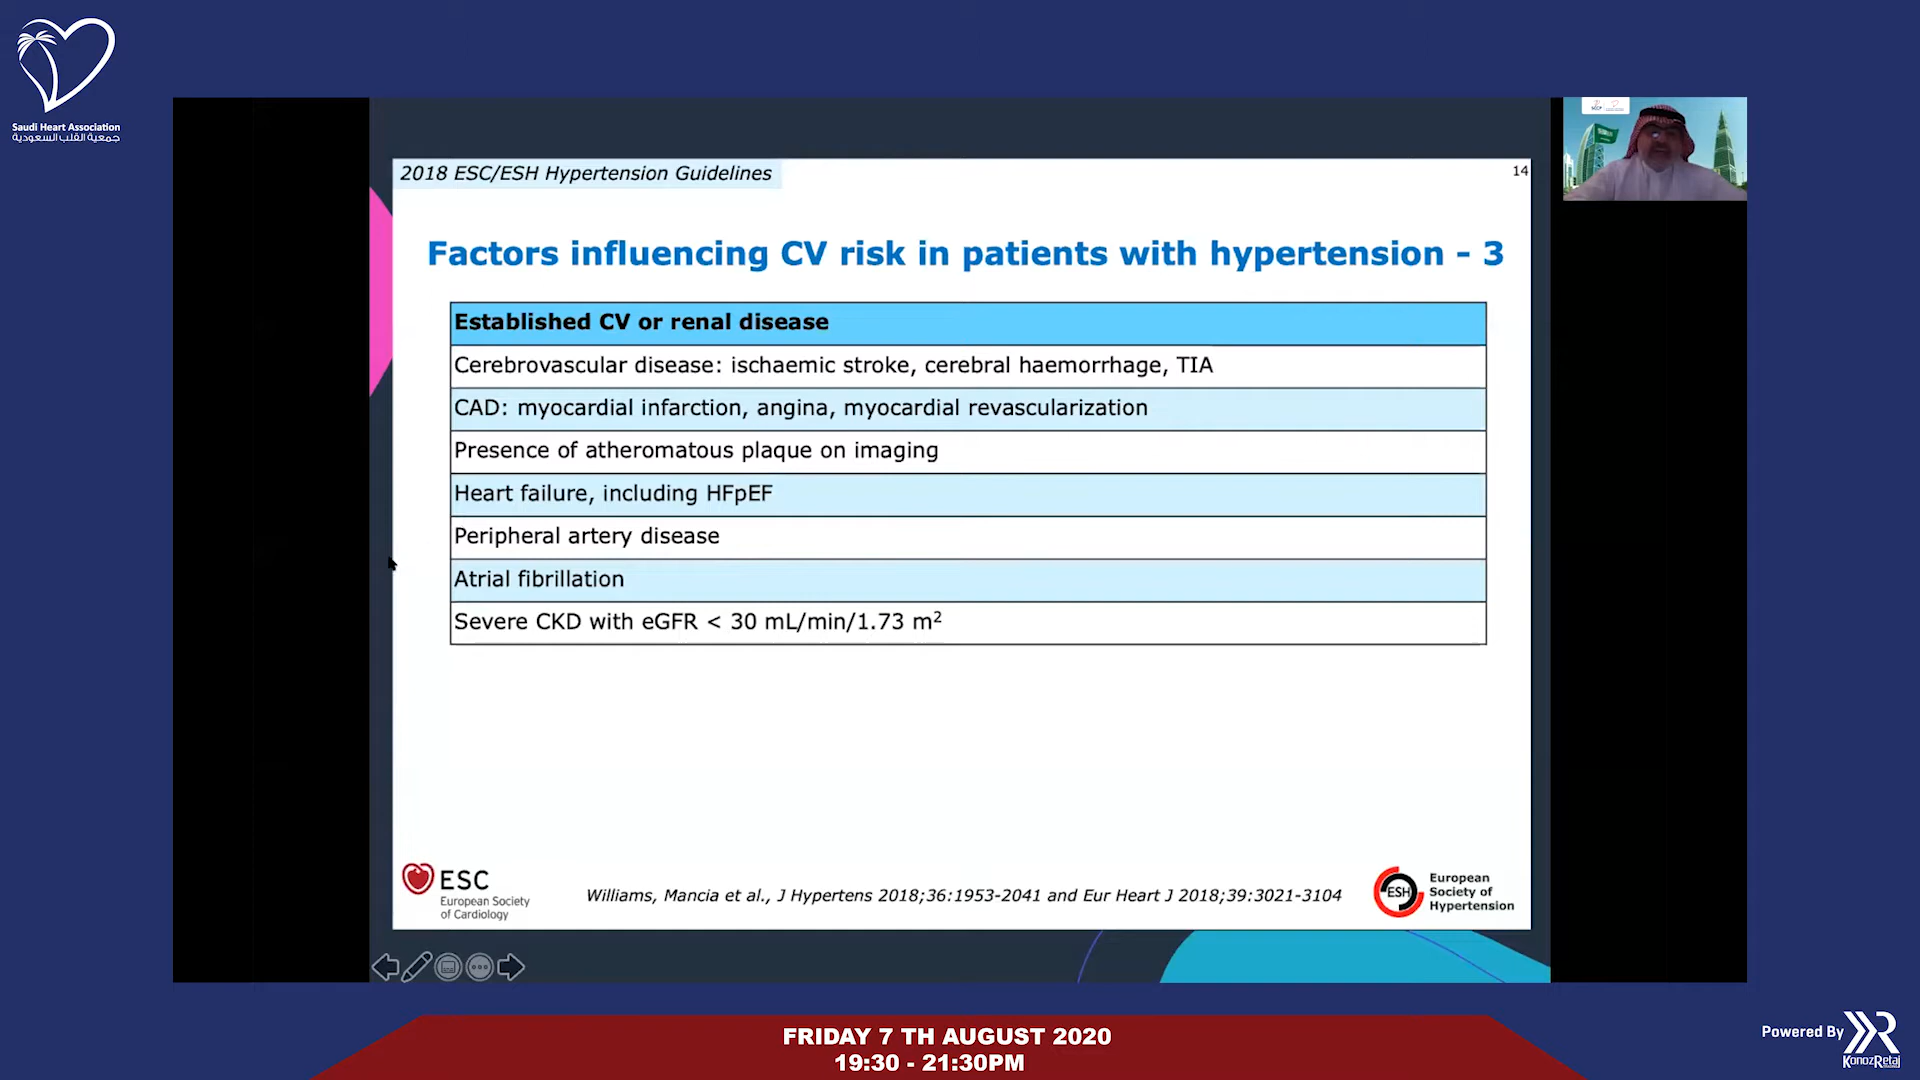 Saudi Heart Association
جمعية القلب السعودية
2018 ESC/ESH Hypertension Guidelines
14
Factors influencing CV risk in patients with hypertension - 3
Established CV or renal disease
Cerebrovascular disease: ischaemic stroke, cerebral haemorrhage, TIA
CAD: myocardial infarction, angina, myocardial revascularization
Presence of atheromatous plaque on imaging
Heart failure, including HFpEF
Peripheral artery disease
Atrial fibrillation
Severe CKD with eGFR < 30 mL/min/1.73 m²
ESC
European Society
of Cardiology
Williams, Mancia et al., J Hypertens 2018;36:1953-2041 and Eur Heart J 2018;39:3021-3104
ESH
European
Society of
Hypertension
FRIDAY 7 TH AUGUST 2020
19:30 - 21:30PM
Powered By
KonozRetaj